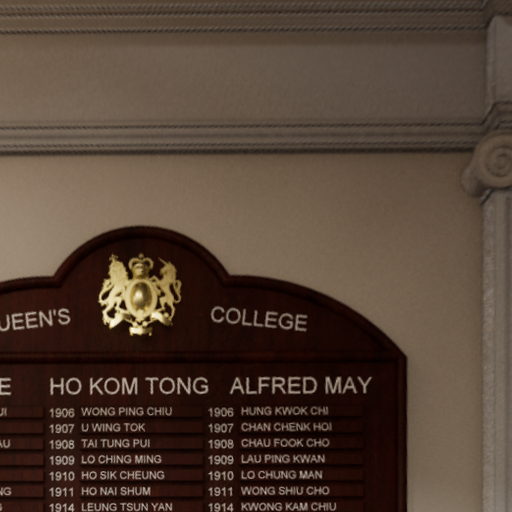 UEEN'S COLLEGE
E HO KOM TONG ALFRED MAY
UI 1906 WONG PING CHIU 1906 HUNG KWOK CHI
1907 U WING TOK 1907 CHAN CHENK HOI
AU 1908 TAI TUNG PUI 1908 CHAU FOOK CHO
1909 LO CHING MING 1909 LAU PING KWAN
1910 HO SIK CHEUNG 1910 LO CHUNG MAN
NG 1911 HO NAI SHUM 1911 WONG SHIU CHO
G 1914 LEUNG TSUN YAN 1914 KWONG KAM CHIU